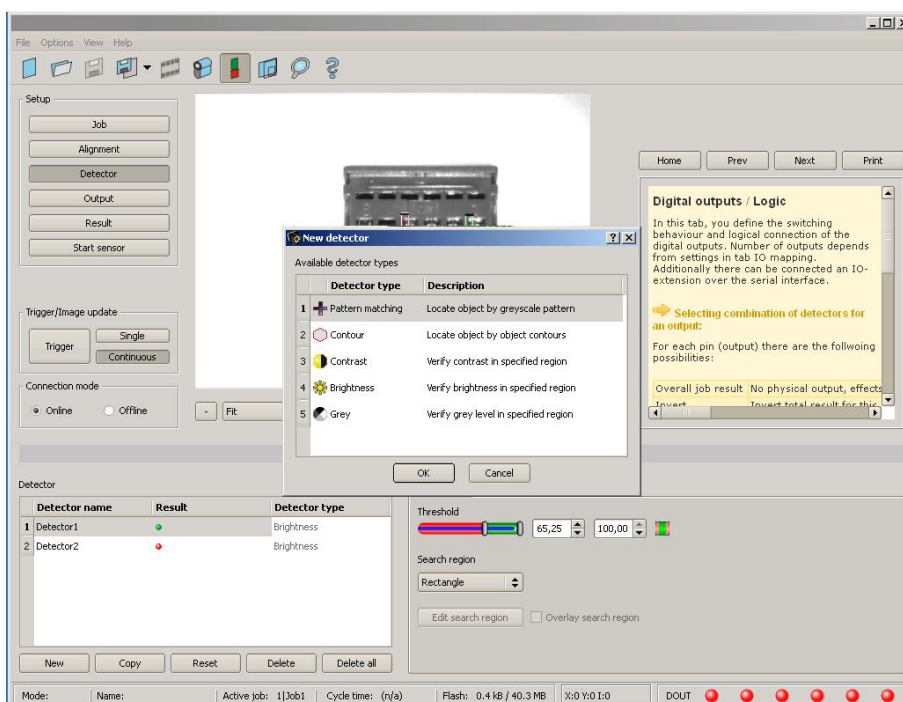 File Options View Help
Setup
Job
Alignment
Detector
Output
Result
Start sensor
Trigger/Image update
Trigger
Single
Continuous
Connection mode
Online
Offline
-
Fit
Home
Prev
Next
Print
Digital outputs / Logic
In this tab, you define the switching
behaviour and logical connection of the
digital outputs. Number of outputs depends
from settings in tab IO mapping.
Additionally there can be connected an IO-
extension over the serial interface.
Selecting combination of detectors for
an output:
For each pin (output) there are the follwoing
possibilities:
Overall job result No physical output, effects
Invert Invert total result for this
New detector
Available detector types
Detector type Description
1 Pattern matching Locate object by greyscale pattern
2 Contour Locate object by object contours
3 Contrast Verify contrast in specified region
4 Brightness Verify brightness in specified region
5 Grey Verify grey level in specified region
OK
Cancel
Detector
Detector name Result Detector type
1 Detector1 Brightness
2 Detector2 Brightness
New
Copy
Reset
Delete
Delete all
Threshold
65,25
100,00
Search region
Rectangle
Edit search region
Overlay search region
Mode: Name: Active job: 1|Job1 Cycle time: (n/a) Flash: 0.4 kB / 40.3 MB X:0 Y:0 I:0 DOUT